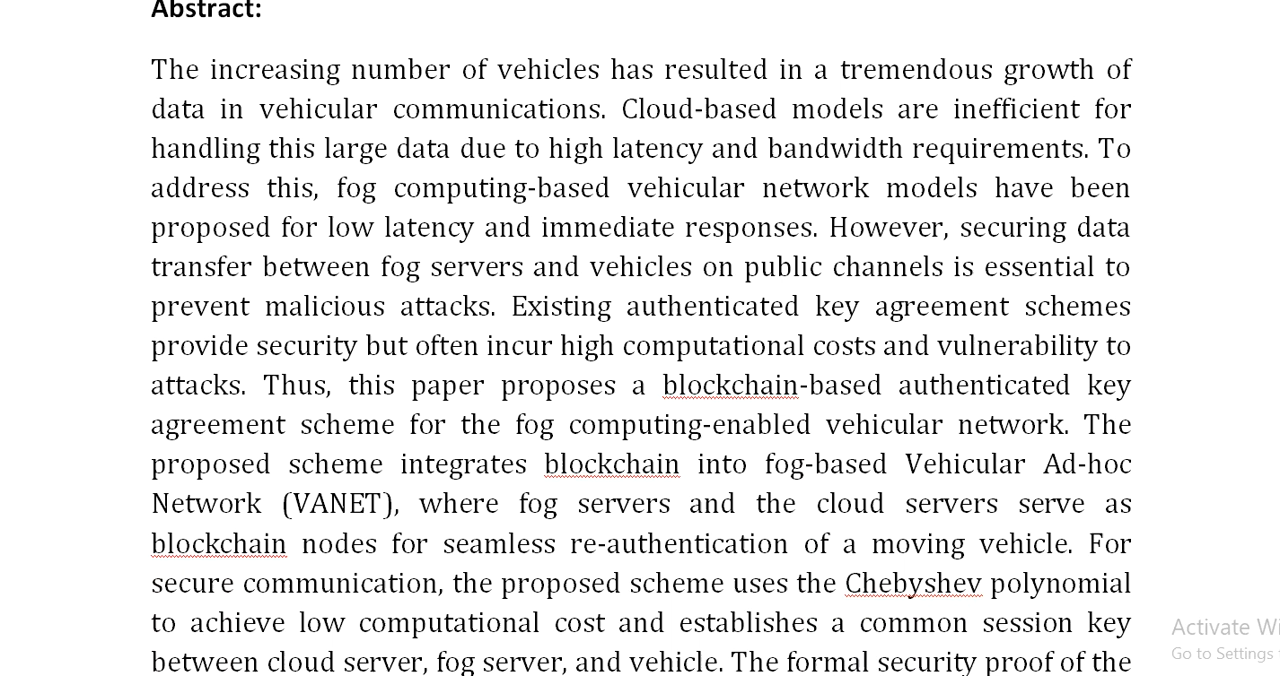 Abstract:
The increasing number of vehicles has resulted in a tremendous growth of
data in vehicular communications. Cloud-based models are inefficient for
handling this large data due to high latency and bandwidth requirements. To
address this, fog computing-based vehicular network models have been
proposed for low latency and immediate responses. However, securing data
transfer between fog servers and vehicles on public channels is essential to
prevent malicious attacks. Existing authenticated key agreement schemes
provide security but often incur high computational costs and vulnerability to
attacks. Thus, this paper proposes a blockchain-based authenticated key
agreement scheme for the fog computing-enabled vehicular network. The
proposed scheme integrates blockchain into fog-based Vehicular Ad-hoc
Network (VANET), where fog servers and the cloud servers serve as
blockchain nodes for seamless re-authentication of a moving vehicle. For
secure communication, the proposed scheme uses the Chebyshev polynomial
to achieve low computational cost and establishes a common session key
between cloud server, fog server, and vehicle. The formal security proof of the
Activate Wi
Go to Settings